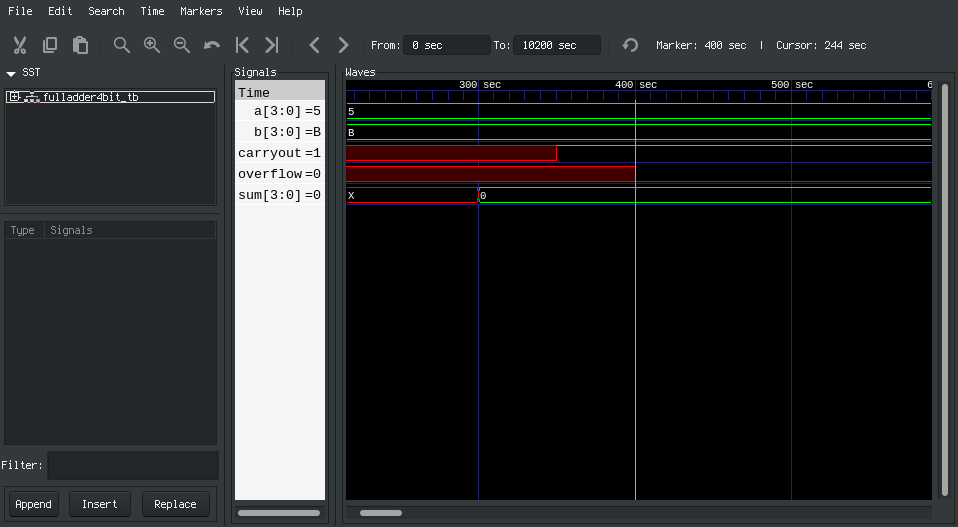 File Edit Search Time Markers View Help
From: 0 sec To: 10200 sec Marker: 400 sec | Cursor: 244 sec
SST
fulladder4bit_tb
Type Signals
Filter:
Append Insert Replace
Signals
Time
a[3:0]=5
b[3:0]=B
carryout=1
overflow=0
sum[3:0]=0
Waves
300 sec 400 sec 500 sec 6
5
B
X 0